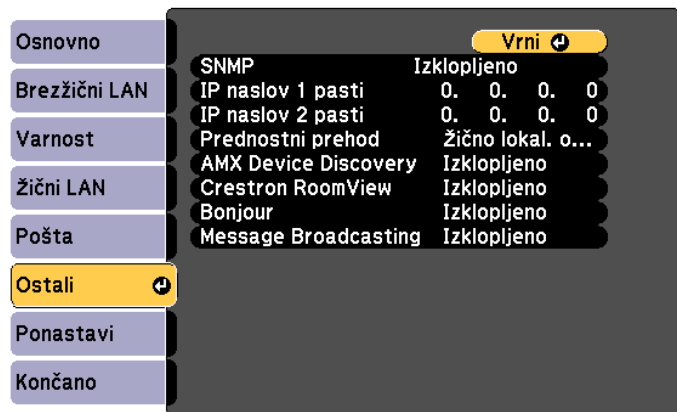 Osnovno
Brezžični LAN
Varnost
Žični LAN
Pošta
Ostali
Ponastavi
Končano
Vrni
SNMP Izklopljeno
IP naslov 1 pasti 0. 0. 0. 0
IP naslov 2 pasti 0. 0. 0. 0
Prednostni prehod Žično lokal. o...
AMX Device Discovery Izklopljeno
Crestron RoomView Izklopljeno
Bonjour Izklopljeno
Message Broadcasting Izklopljeno